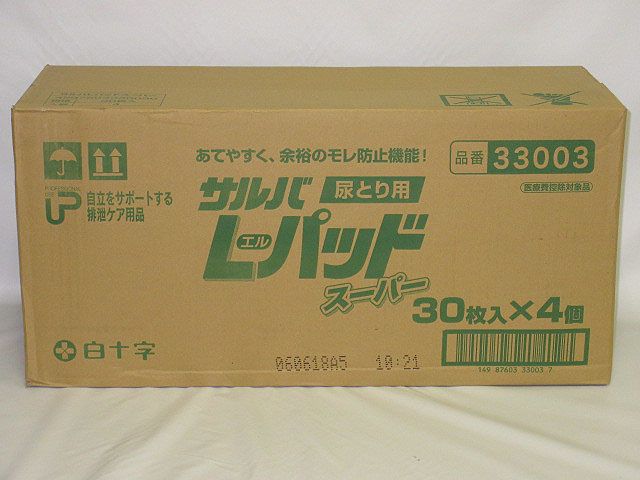 あてやすく、余裕のモレ防止機能!
品番 33003
医療費控除対象品
PROFESSIONAL USE
UP
自立をサポートする
排泄ケア用品
サルバ 尿とり用
Lパッド
エル
スーパー
30枚入×4個
白十字
060618A5 10:21
149 87603 33003 7